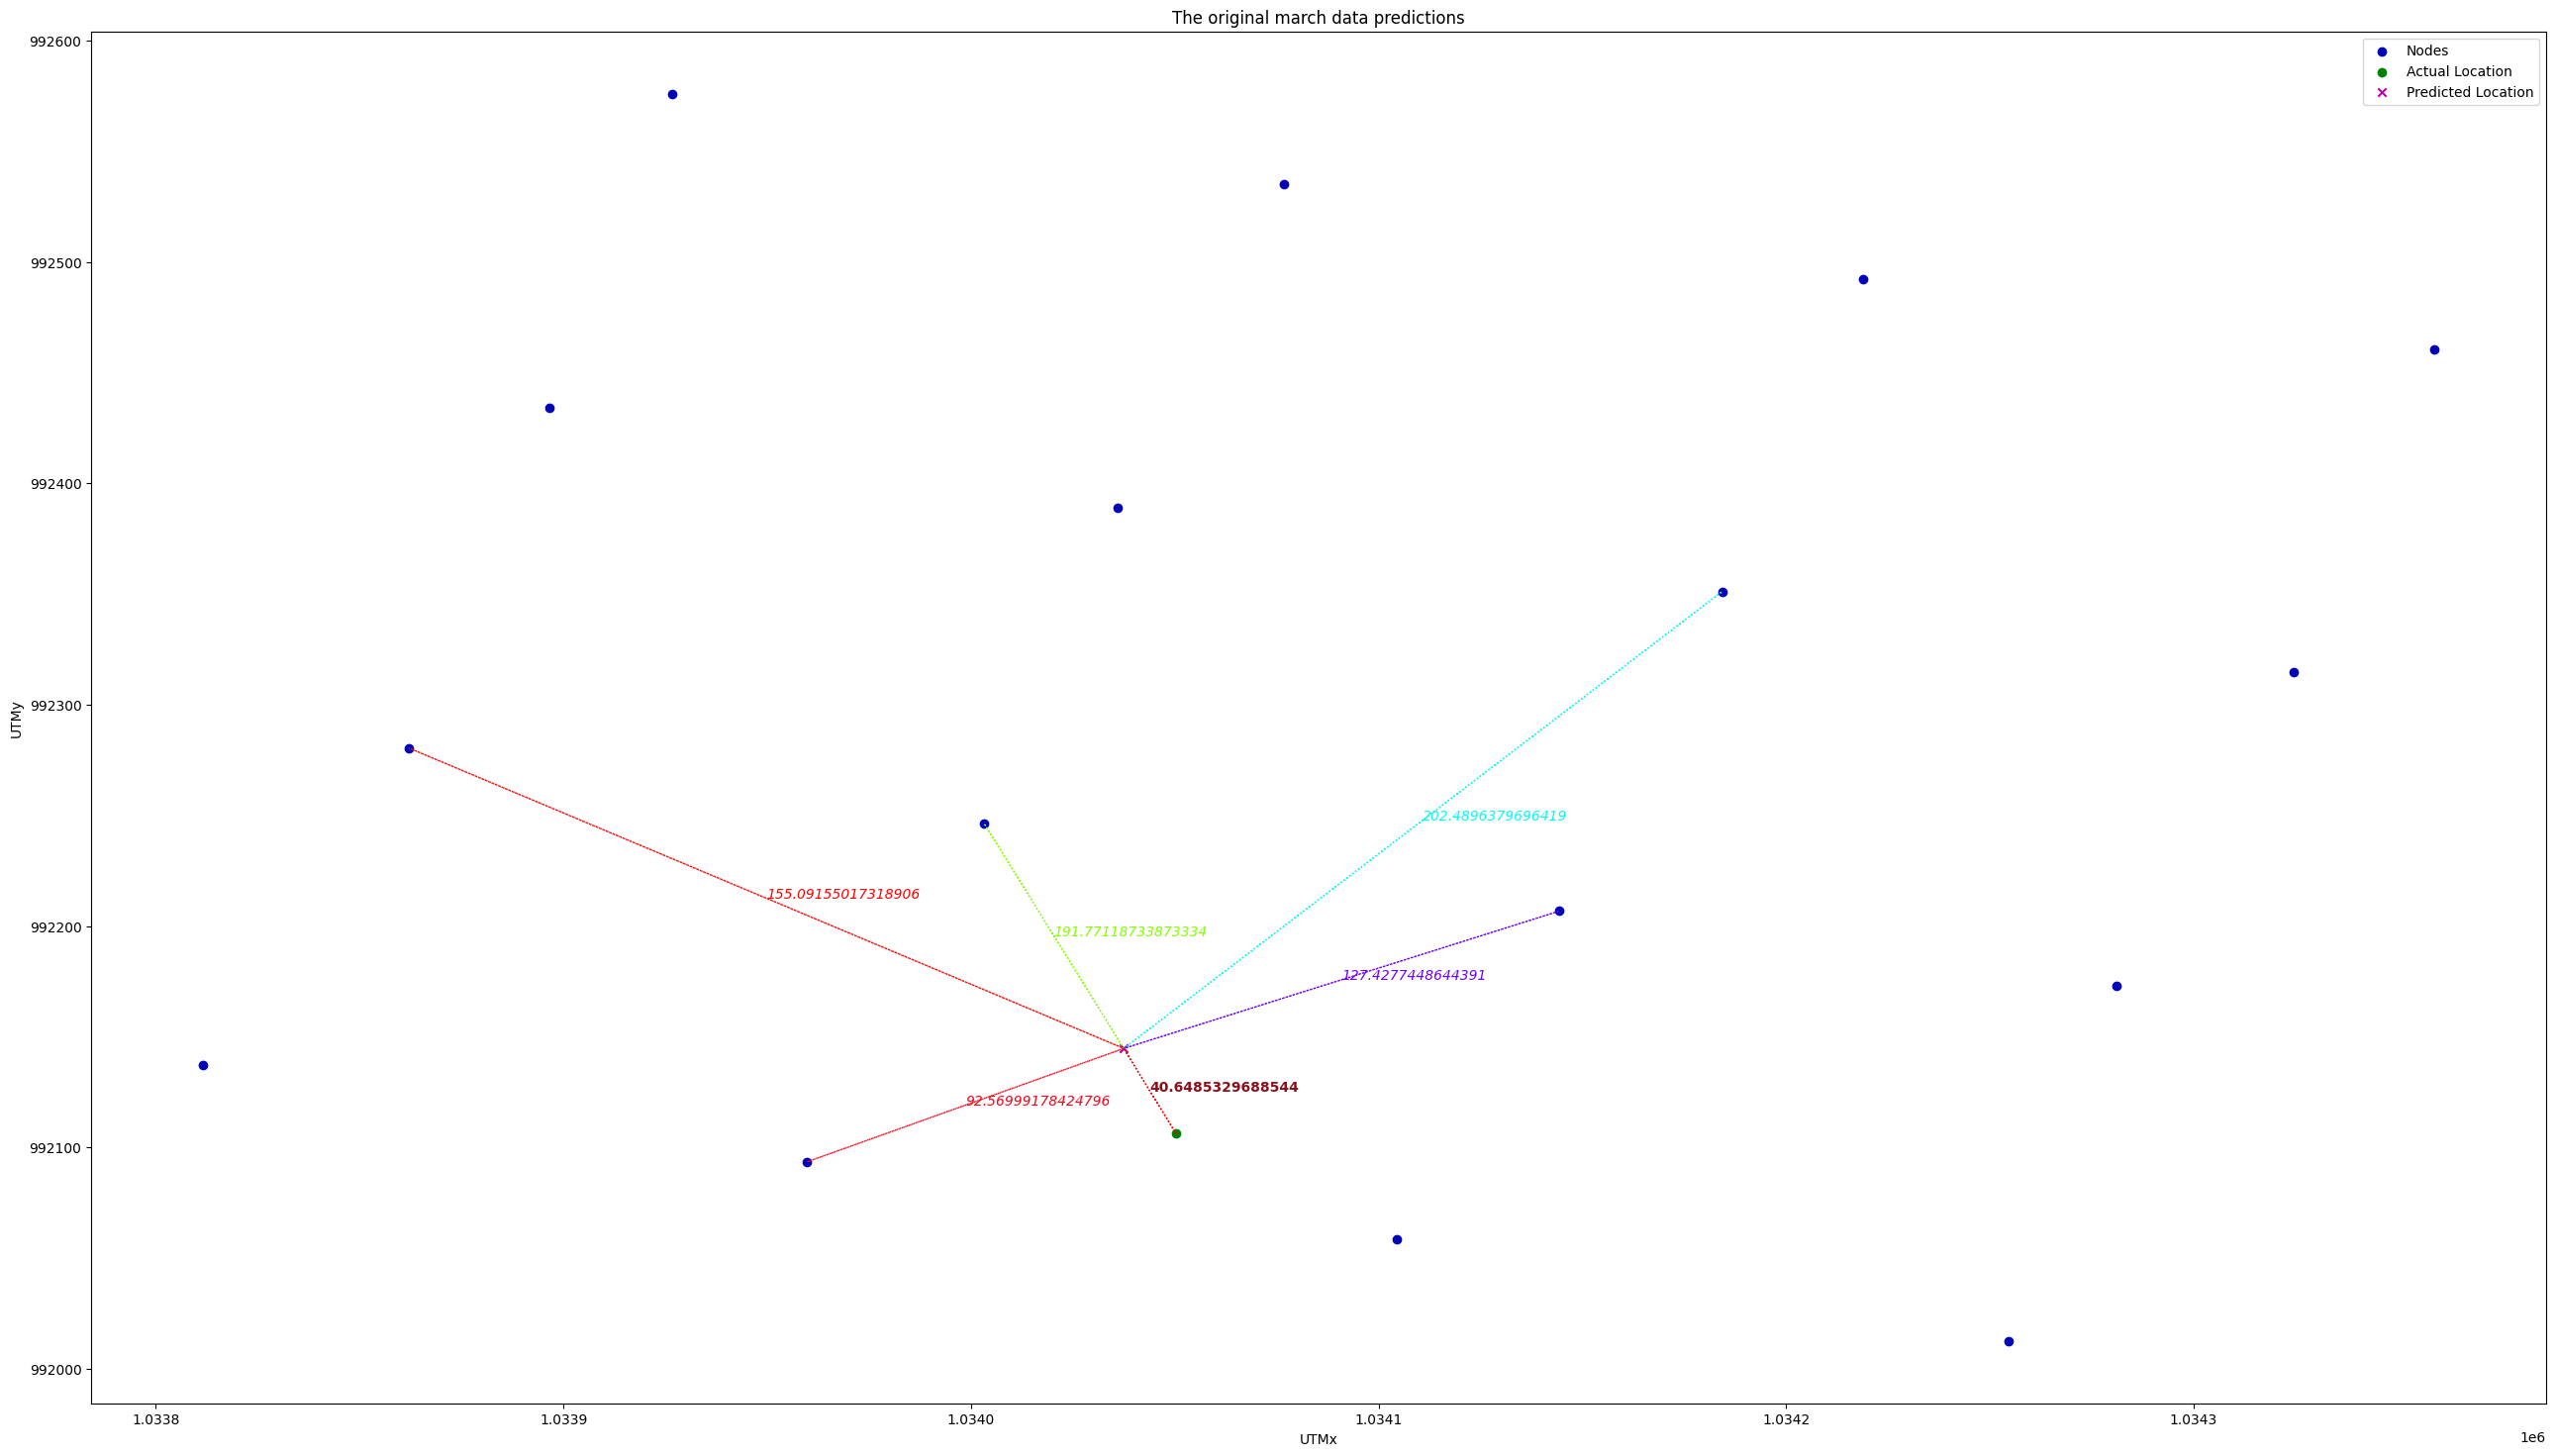 The original march data predictions
Nodes
Actual Location
Predicted Location
992600
992500
992400
992300
992200
992100
992000
UTMy
202.4896379696419
155.09155017318906
191.77118733873334
127.4277448644391
40.6485329688544
92.56999178424796
1.0338 1.0339 1.0340 1.0341 1.0342 1.0343
UTMx
1e6